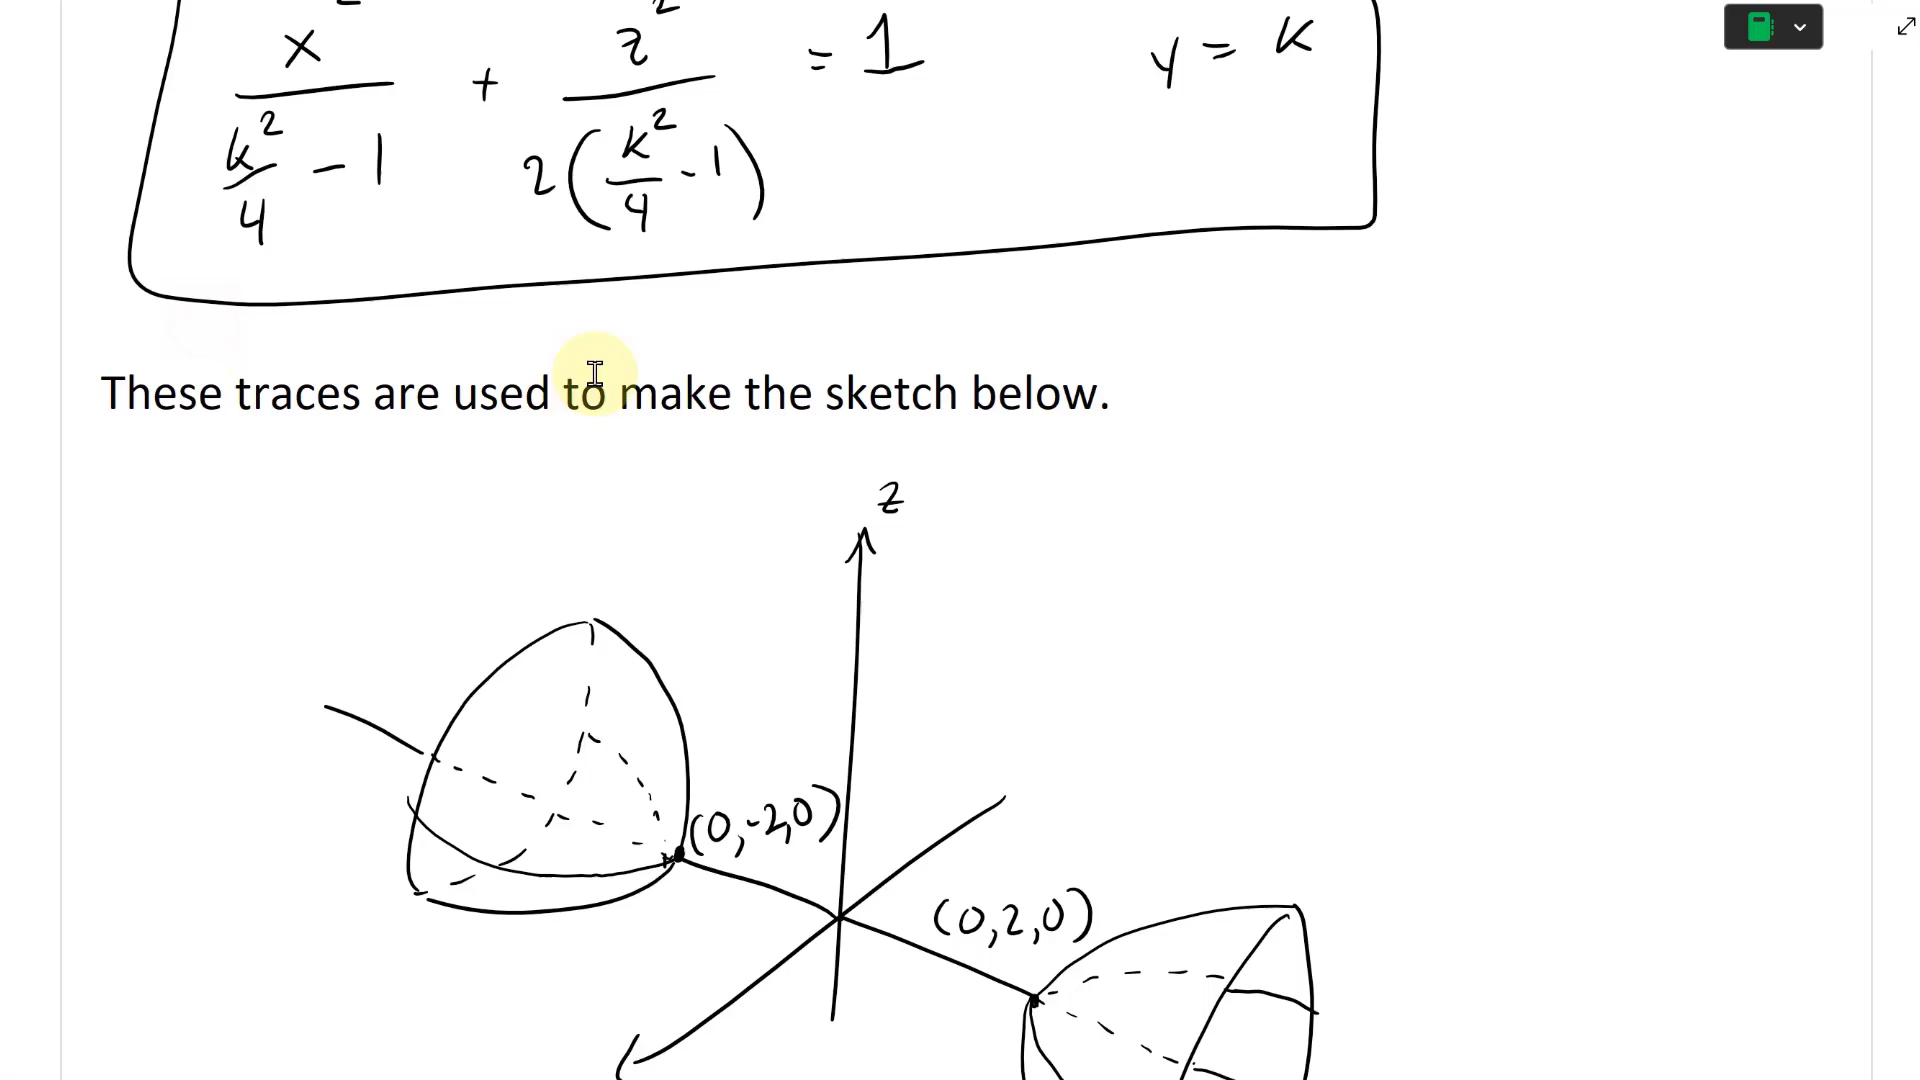 x² + z² = 1    y = k
k²/4 - 1    2(k²/4 - 1)
These traces are used to make the sketch below.
z
(0,-2,0)
(0,2,0)